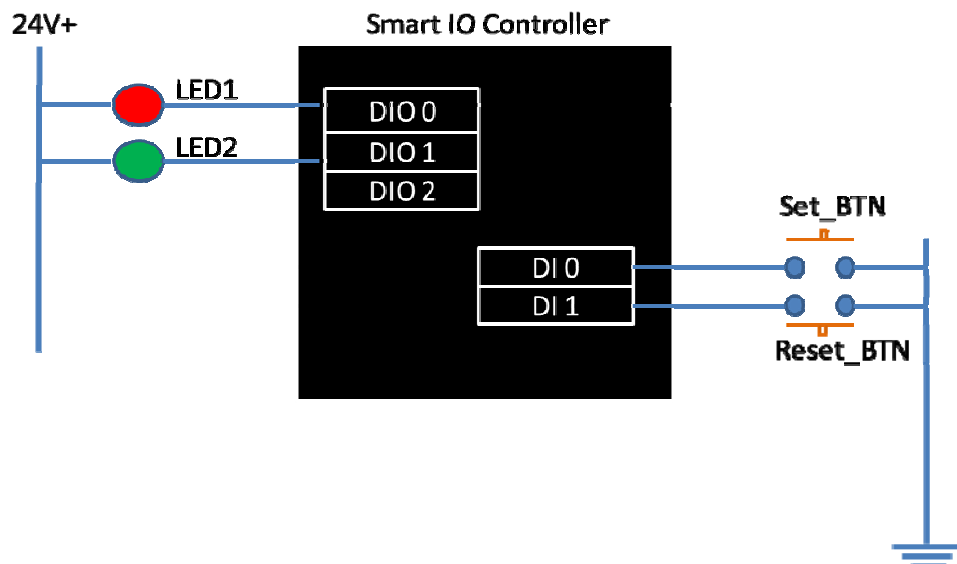 24V+
Smart IO Controller
LED1
DIO 0
LED2
DIO 1
DIO 2
Set_BTN
DI 0
DI 1
Reset_BTN